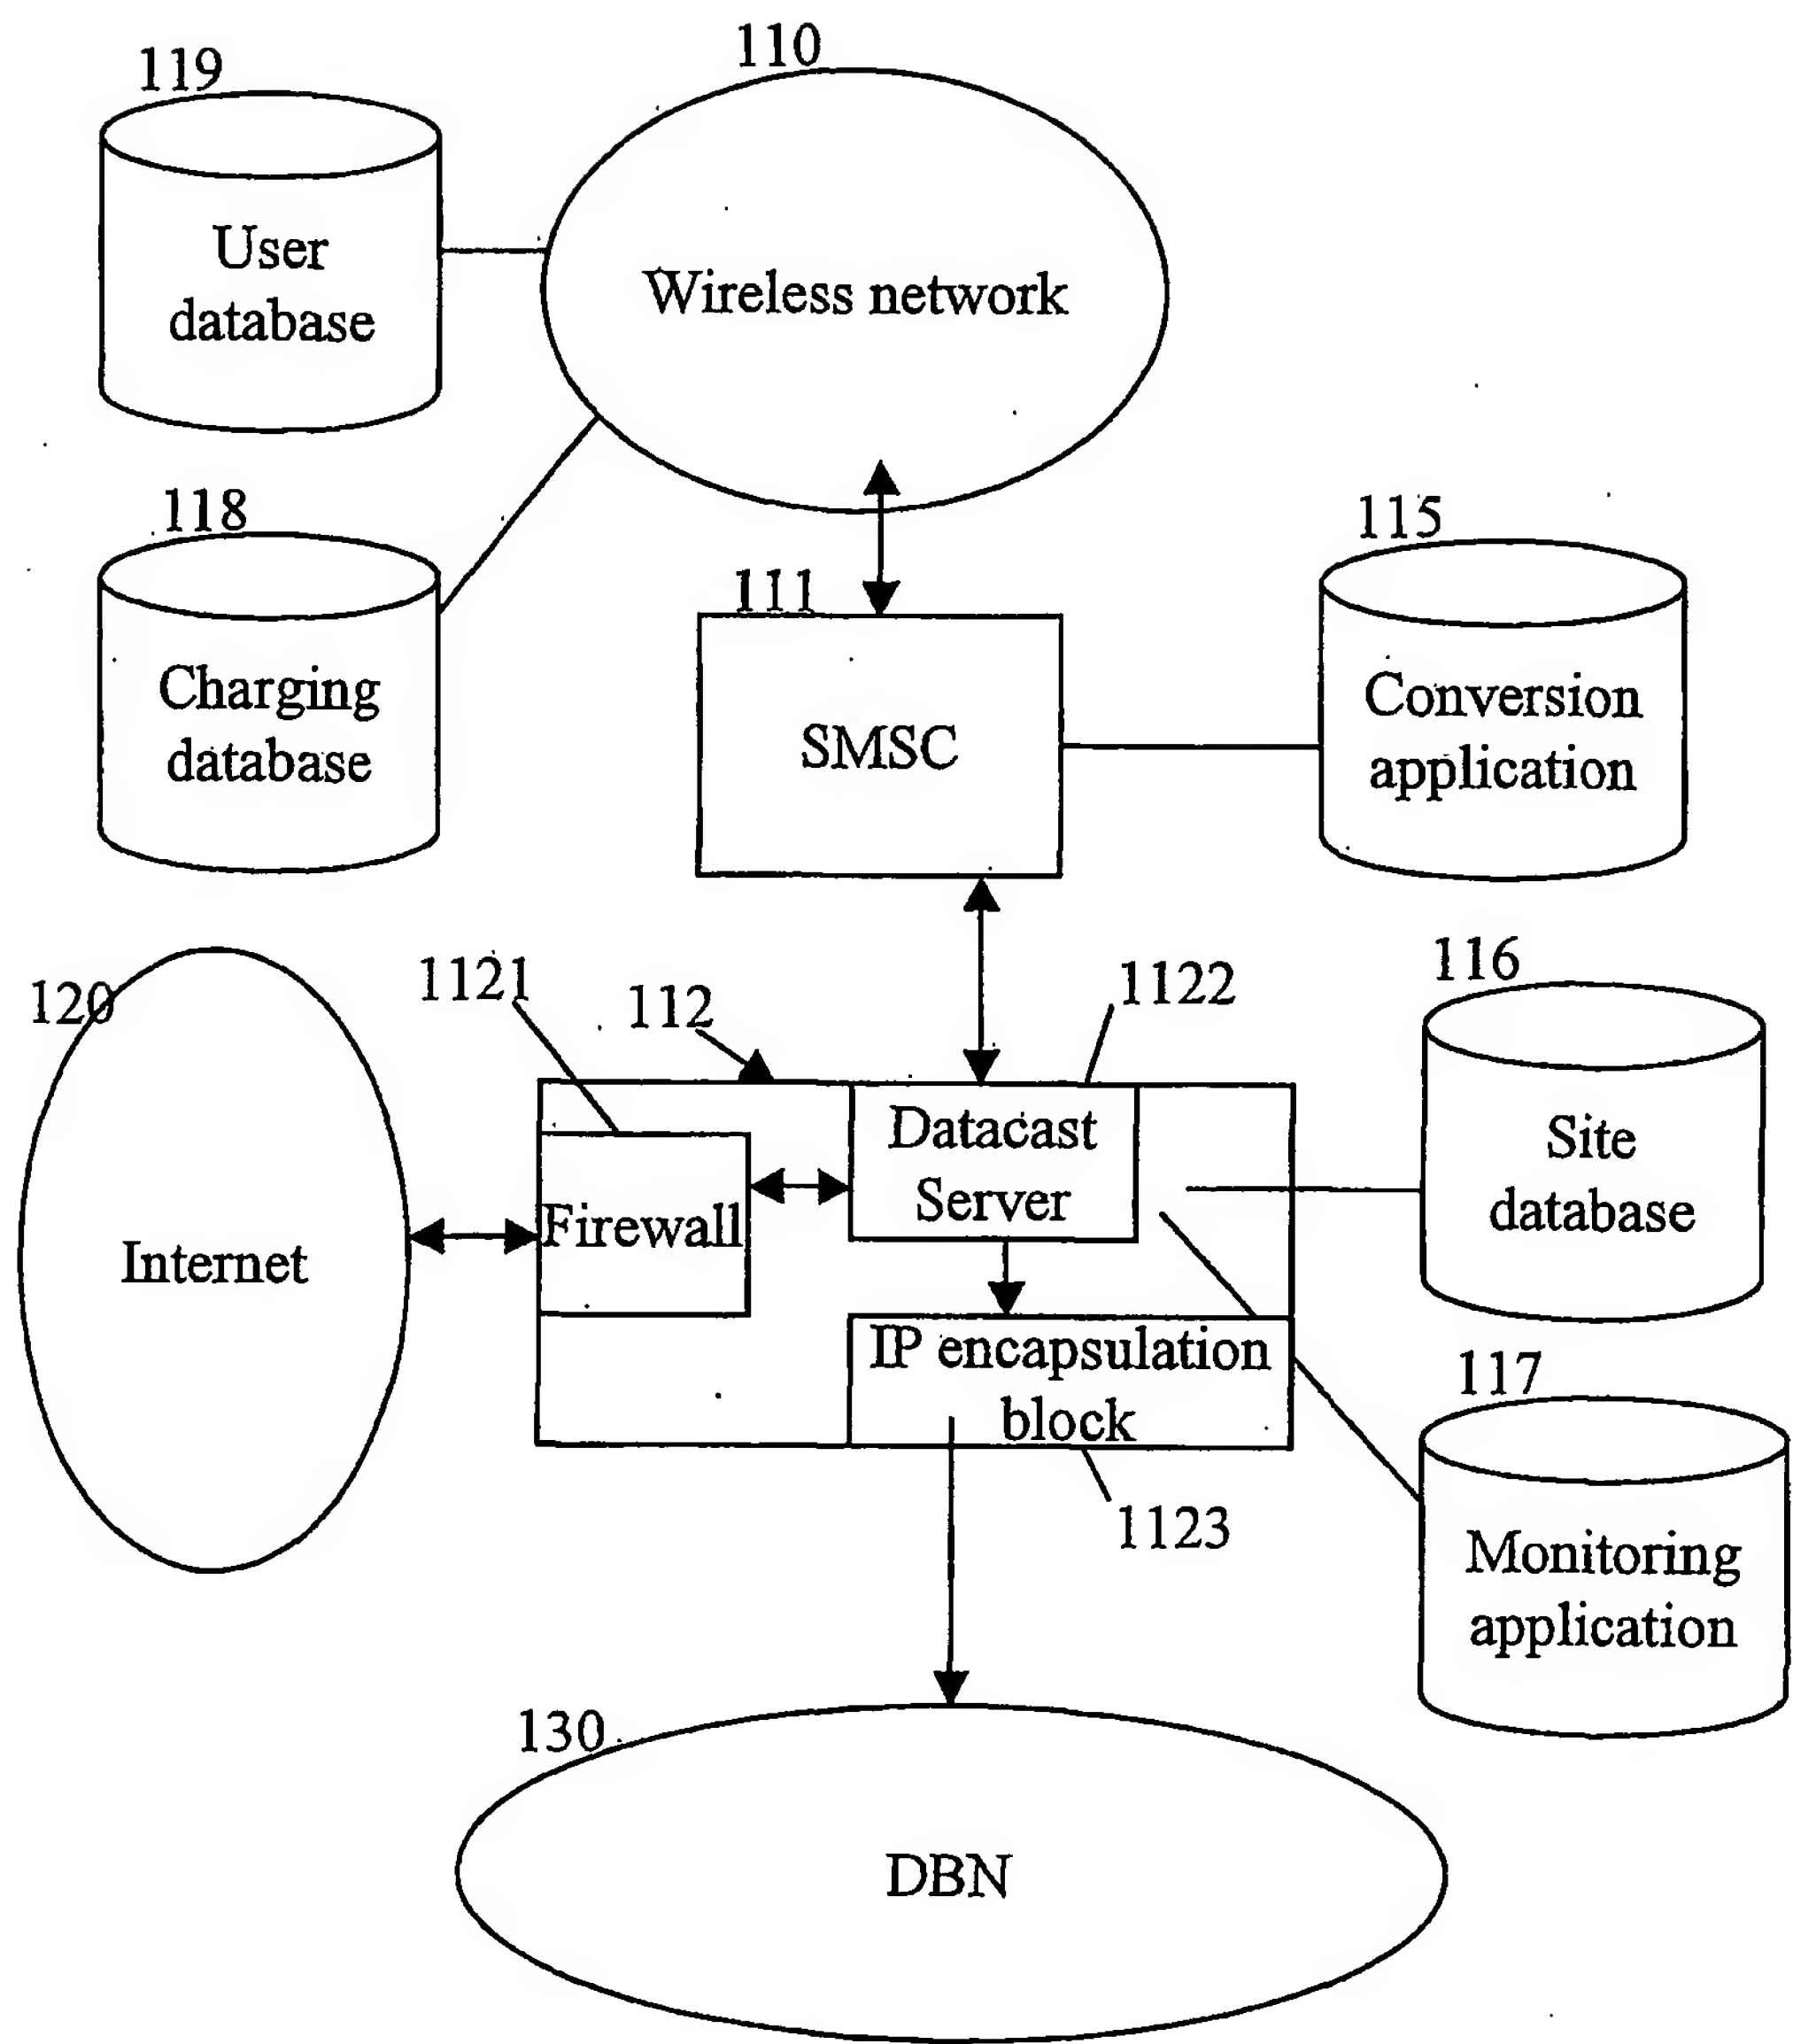 110
119
User
database
Wireless network
118
Charging
database
111
SMSC
115
Conversion
application
120
Internet
1121
112
1122
Firewall
Datacast
Server
IP encapsulation
block
1123
116
Site
database
117
Monitoring
application
130
DBN